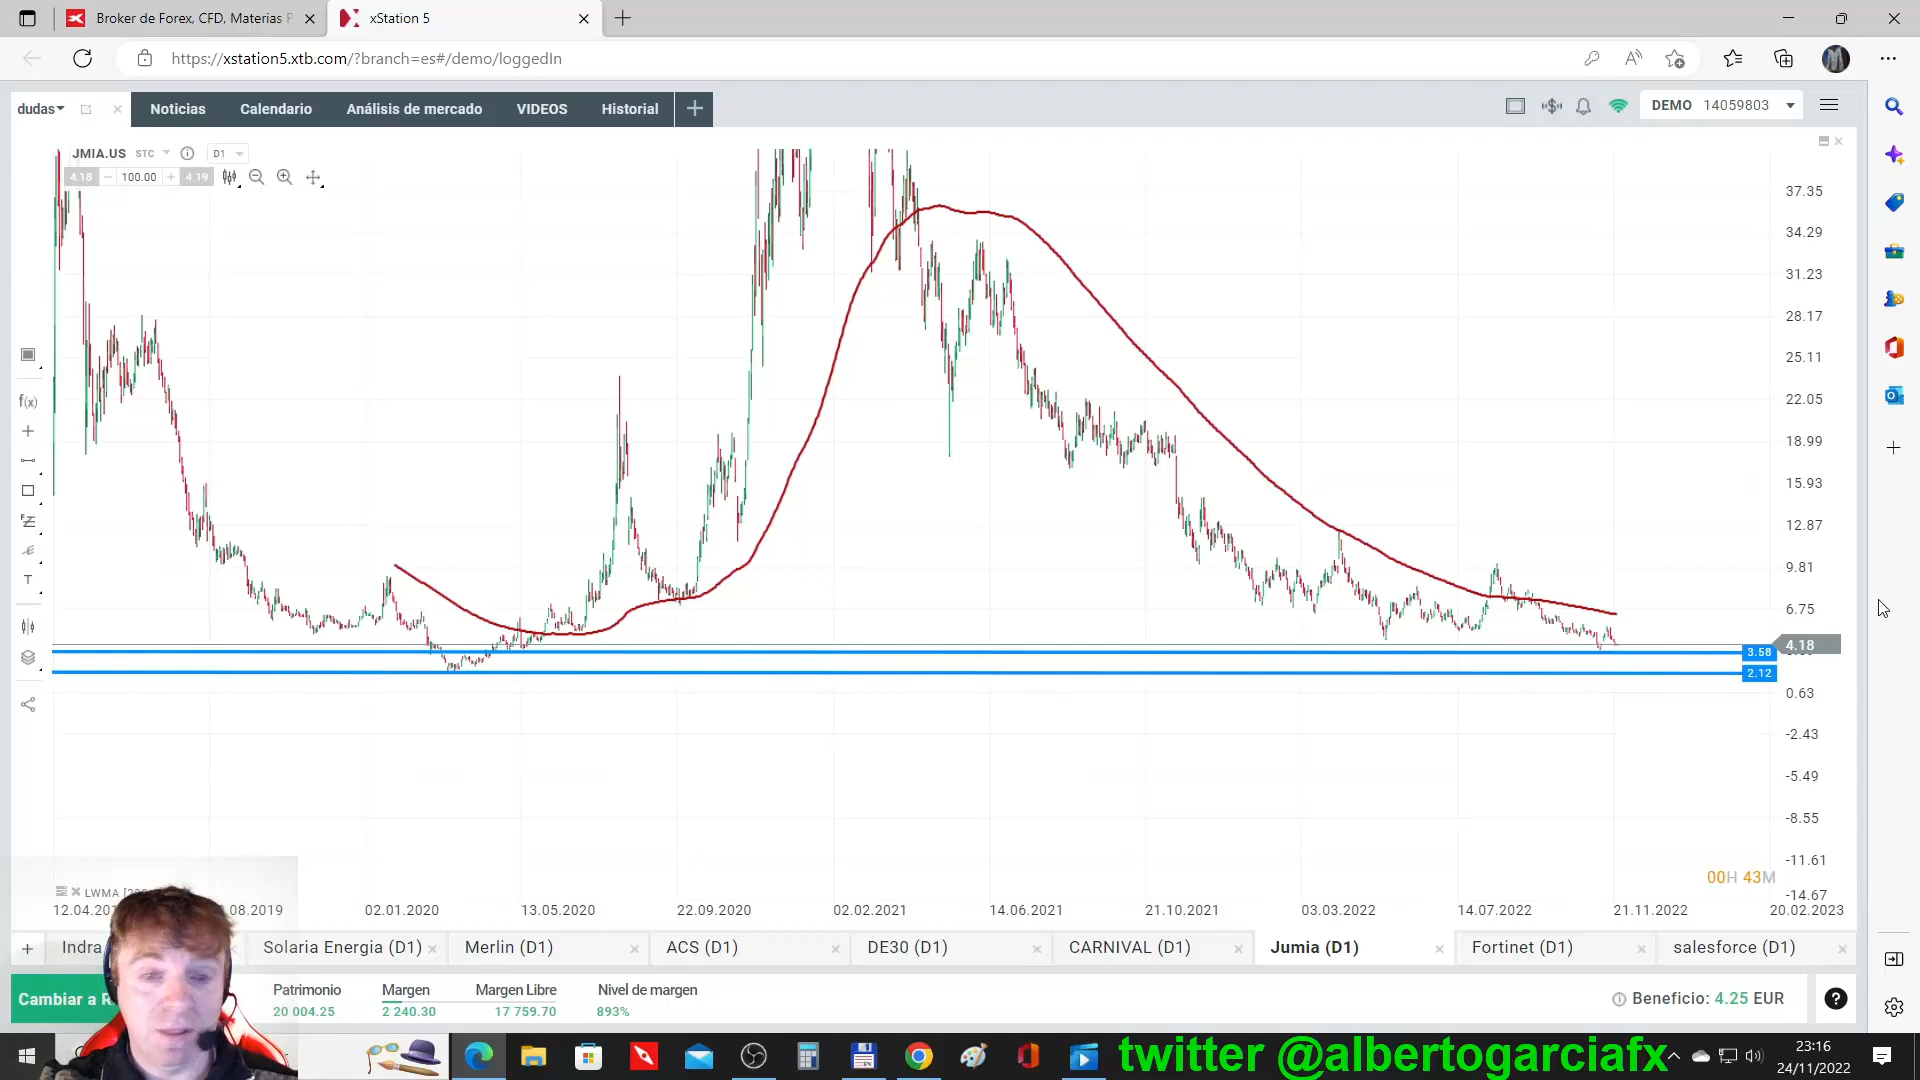 Broker de Forex, CFD, Materias P
xStation 5
https://xstation5.xtb.com/?branch=es#/demo/loggedIn
dudas
Noticias
Calendario
Análisis de mercado
VIDEOS
Historial
DEMO 14059803
JMIA.US STC D1
4.18 100.00 4.19
37.35
34.29
31.23
28.17
25.11
22.05
18.99
15.93
12.87
9.81
6.75
4.18
3.58
2.12
0.63
-2.43
-5.49
-8.55
-11.61
-14.67
00H 43M
LWMA
02.01.2020 13.05.2020 22.09.2020 02.02.2021 14.06.2021 21.10.2021 03.03.2022 14.07.2022 21.11.2022 20.02.2023
Solaria Energia (D1)
Merlin (D1)
ACS (D1)
DE30 (D1)
CARNIVAL (D1)
Jumia (D1)
Fortinet (D1)
salesforce (D1)
Cambiar a
Patrimonio
20 004.25
Margen
2 240.30
Margen Libre
17 759.70
Nivel de margen
893%
Beneficio: 4.25 EUR
twitter @albertogarciafx
23:16
24/11/2022